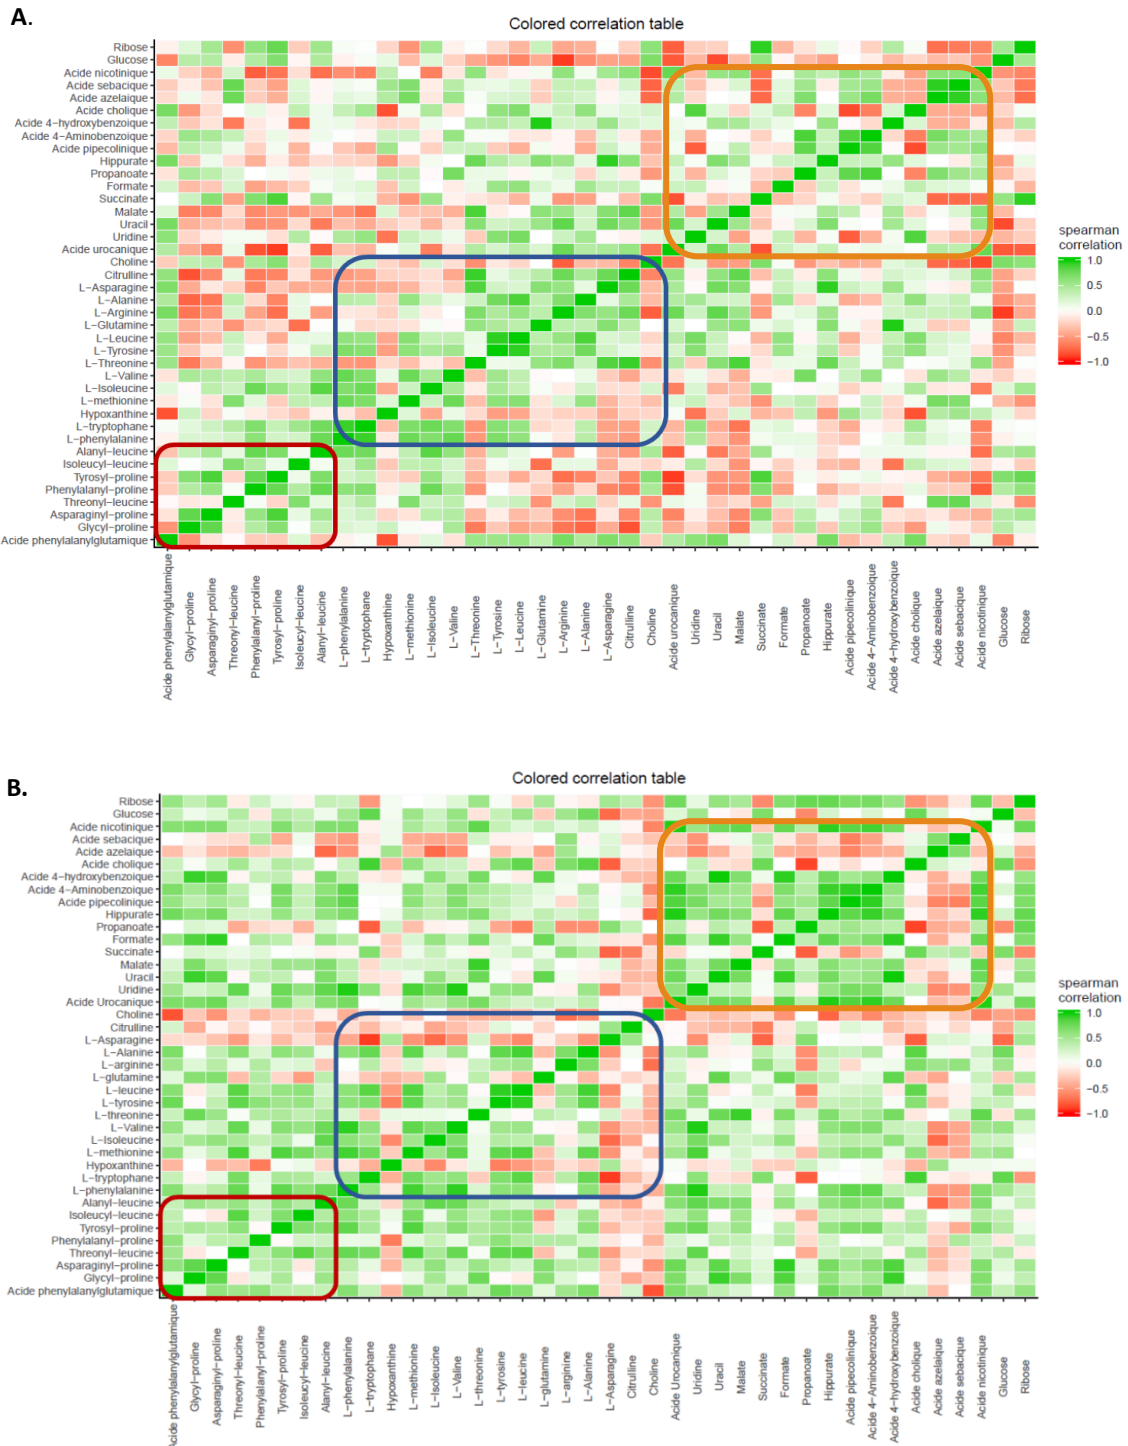 A.
Colored correlation table
Ribose
Glucose
Acide nicotinique
Acide sebacique
Acide azelaique
Acide cholique
Acide 4−hydroxybenzoique
Acide 4−Aminobenzoique
Acide pipecolinique
Hippurate
Propanoate
Formate
Succinate
Malate
Uracil
Uridine
Acide urocanique
Choline
Citrulline
L−Asparagine
L−Alanine
L−Arginine
L−Glutamine
L−Leucine
L−Tyrosine
L−Threonine
L−Valine
L−Isoleucine
L−methionine
Hypoxanthine
L−tryptophane
L−phenylalanine
Alanyl−leucine
Isoleucyl−leucine
Tyrosyl−proline
Phenylalanyl−proline
Threonyl−leucine
Asparaginyl−proline
Glycyl−proline
Acide phenylalanylglutamique
Acide phenylalanylglutamique
Glycyl−proline
Asparaginyl−proline
Threonyl−leucine
Phenylalanyl−proline
Tyrosyl−proline
Isoleucyl−leucine
Alanyl−leucine
L−phenylalanine
L−tryptophane
Hypoxanthine
L−methionine
L−Isoleucine
L−Valine
L−Threonine
L−Tyrosine
L−Leucine
L−Glutamine
L−Arginine
L−Alanine
L−Asparagine
Citrulline
Choline
Acide urocanique
Uridine
Uracil
Malate
Succinate
Formate
Propanoate
Hippurate
Acide pipecolinique
Acide 4−Aminobenzoique
Acide 4−hydroxybenzoique
Acide cholique
Acide azelaique
Acide sebacique
Acide nicotinique
Glucose
Ribose
spearman
correlation
1.0
0.5
0.0
−0.5
−1.0
B.
Colored correlation table
Ribose
Glucose
Acide nicotinique
Acide sebacique
Acide azelaique
Acide cholique
Acide 4−hydroxybenzoique
Acide 4−Aminobenzoique
Acide pipecolinique
Hippurate
Propanoate
Formate
Succinate
Malate
Uracil
Uridine
Acide Urocanique
Choline
Citrulline
L−Asparagine
L−Alanine
L−arginine
L−glutamine
L−leucine
L−tyrosine
L−threonine
L−Valine
L−Isoleucine
L−methionine
Hypoxanthine
L−tryptophane
L−phenylalanine
Alanyl−leucine
Isoleucyl−leucine
Tyrosyl−proline
Phenylalanyl−proline
Threonyl−leucine
Asparaginyl−proline
Glycyl−proline
Acide phenylalanylglutamique
Acide phenylalanylglutamique
Glycyl−proline
Asparaginyl−proline
Threonyl−leucine
Phenylalanyl−proline
Tyrosyl−proline
Isoleucyl−leucine
Alanyl−leucine
L−phenylalanine
L−tryptophane
Hypoxanthine
L−methionine
L−Isoleucine
L−Valine
L−threonine
L−tyrosine
L−leucine
L−glutamine
L−arginine
L−Alanine
L−Asparagine
Citrulline
Choline
Acide Urocanique
Uridine
Uracil
Malate
Succinate
Formate
Propanoate
Hippurate
Acide pipecolinique
Acide 4−Aminobenzoique
Acide 4−hydroxybenzoique
Acide cholique
Acide azelaique
Acide sebacique
Acide nicotinique
Glucose
Ribose
spearman
correlation
1.0
0.5
0.0
−0.5
−1.0